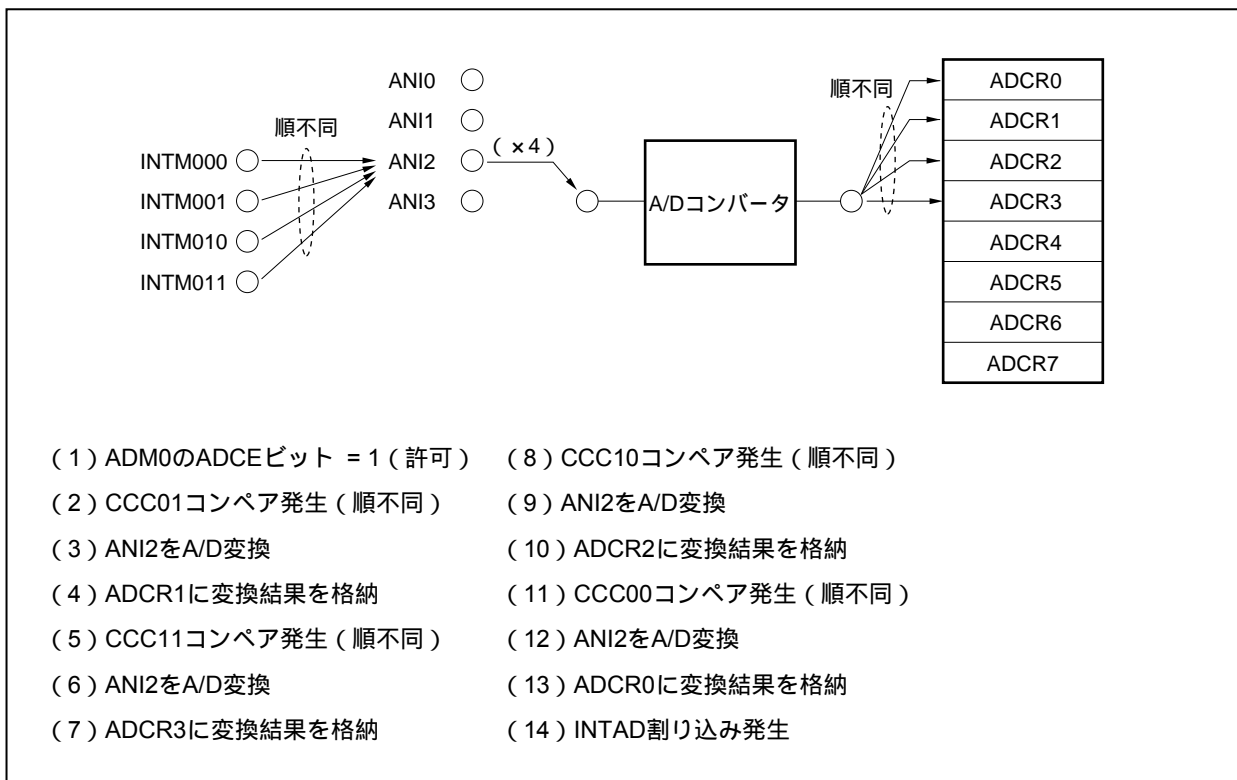 ANI0
ANI1
ANI2
ANI3
順不同
INTM000
INTM001
INTM010
INTM011
(×4)
A/Dコンバータ
順不同
ADCR0
ADCR1
ADCR2
ADCR3
ADCR4
ADCR5
ADCR6
ADCR7
(1)ADM0のADCEビット = 1(許可)
(2)CCC01コンペア発生(順不同)
(3)ANI2をA/D変換
(4)ADCR1に変換結果を格納
(5)CCC11コンペア発生(順不同)
(6)ANI2をA/D変換
(7)ADCR3に変換結果を格納
(8)CCC10コンペア発生(順不同)
(9)ANI2をA/D変換
(10)ADCR2に変換結果を格納
(11)CCC00コンペア発生(順不同)
(12)ANI2をA/D変換
(13)ADCR0に変換結果を格納
(14)INTAD割り込み発生